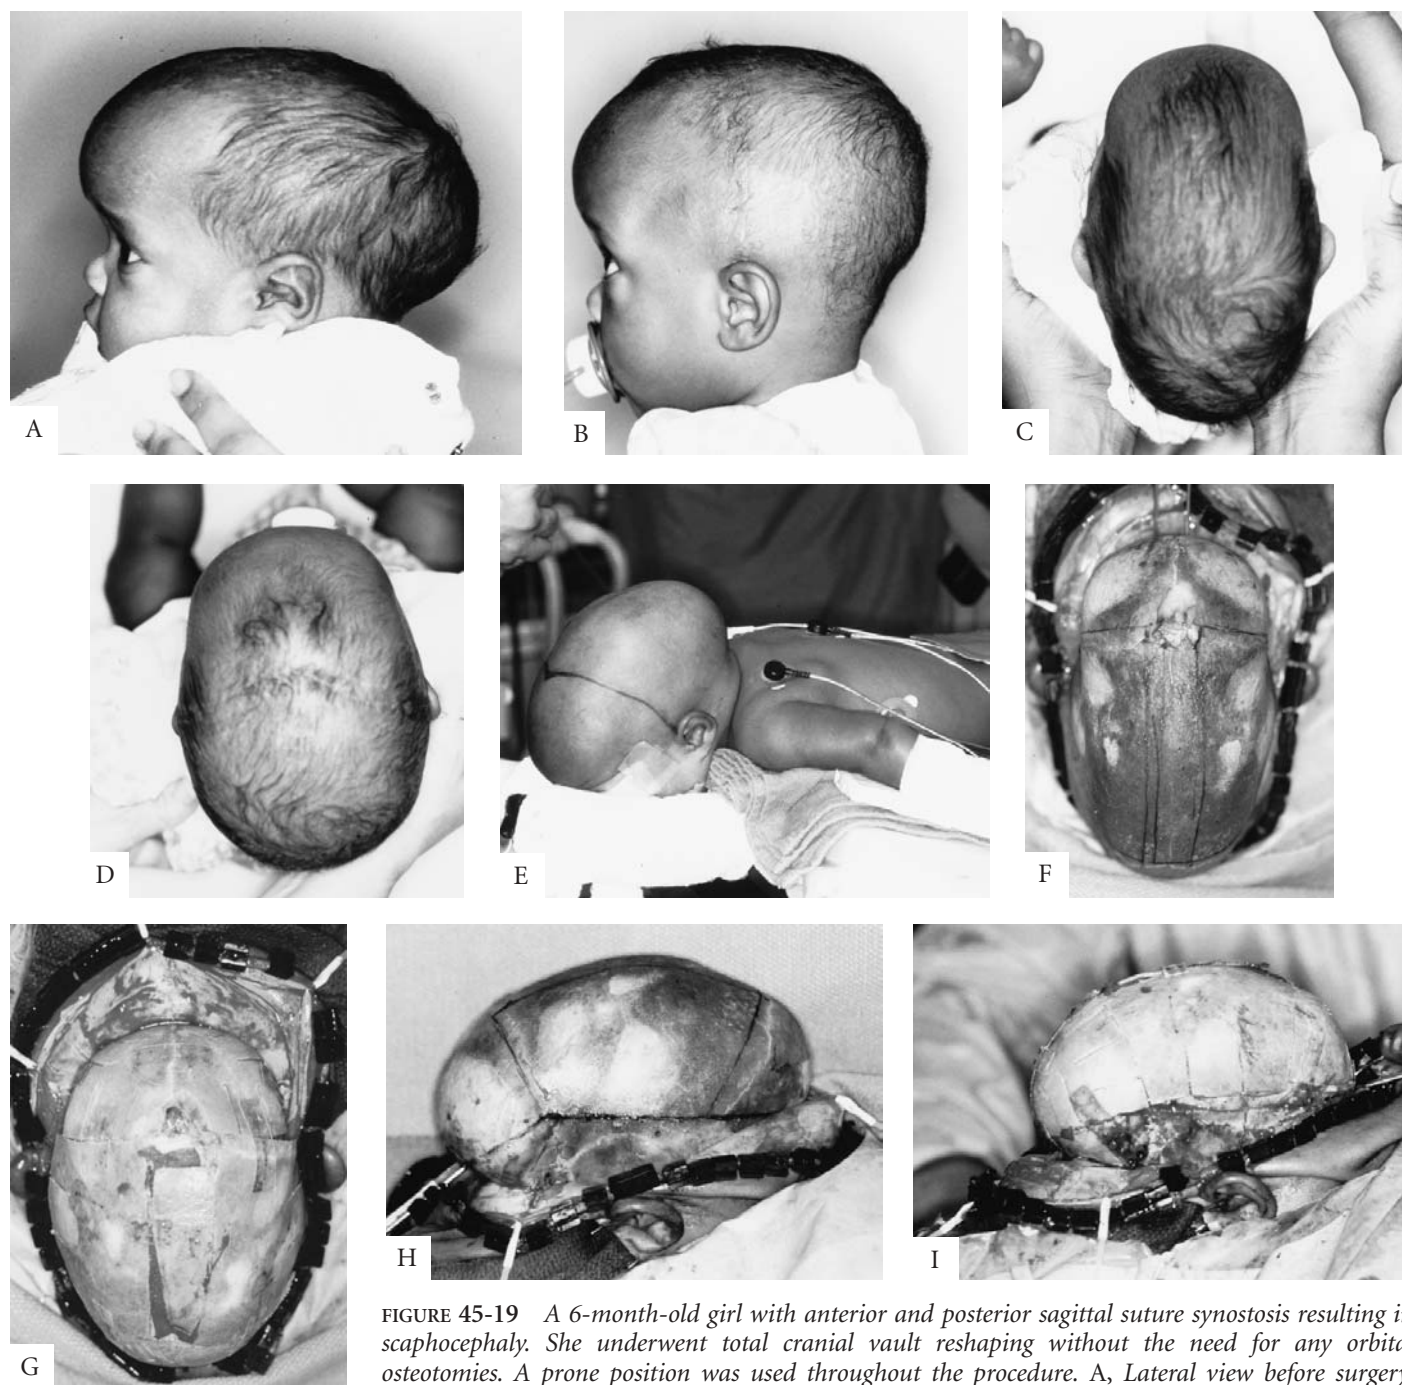 A
B
C
D
E
F
G
H
I
FIGURE 45-19 A 6-month-old girl with anterior and posterior sagittal suture synostosis resulting
scaphocephaly. She underwent total cranial vault reshaping without the need for any
osteotomies. A prone position was used throughout the procedure. A, Lateral view before surgery